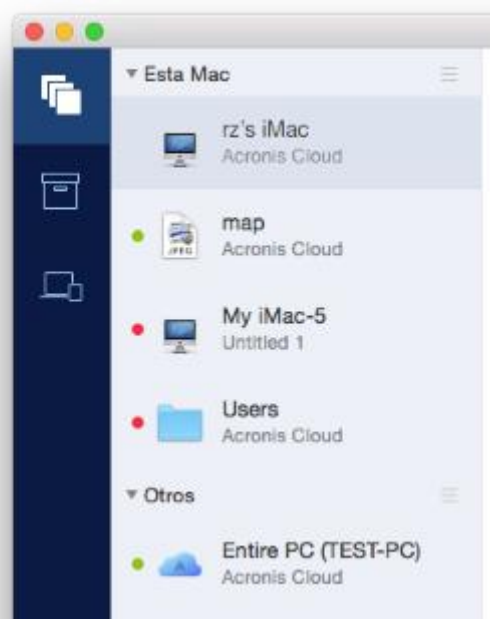 Esta Mac
rz's iMac
Acronis Cloud
map
Acronis Cloud
JPEG
My iMac-5
Untitled 1
Users
Acronis Cloud
Otros
Entire PC (TEST-PC)
Acronis Cloud